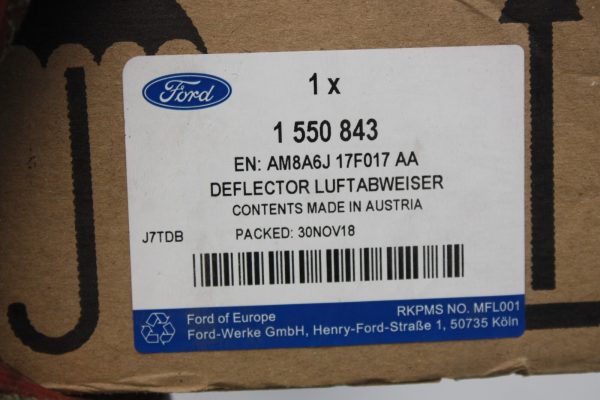 Ford
1 x
1 550 843
EN: AM8A6J 17F017 AA
DEFLECTOR LUFTABWEISER
CONTENTS MADE IN AUSTRIA
J7TDB PACKED: 30NOV18
Ford of Europe RKPMS NO. MFL001
Ford-Werke GmbH, Henry-Ford-Straße 1, 50735 Köln